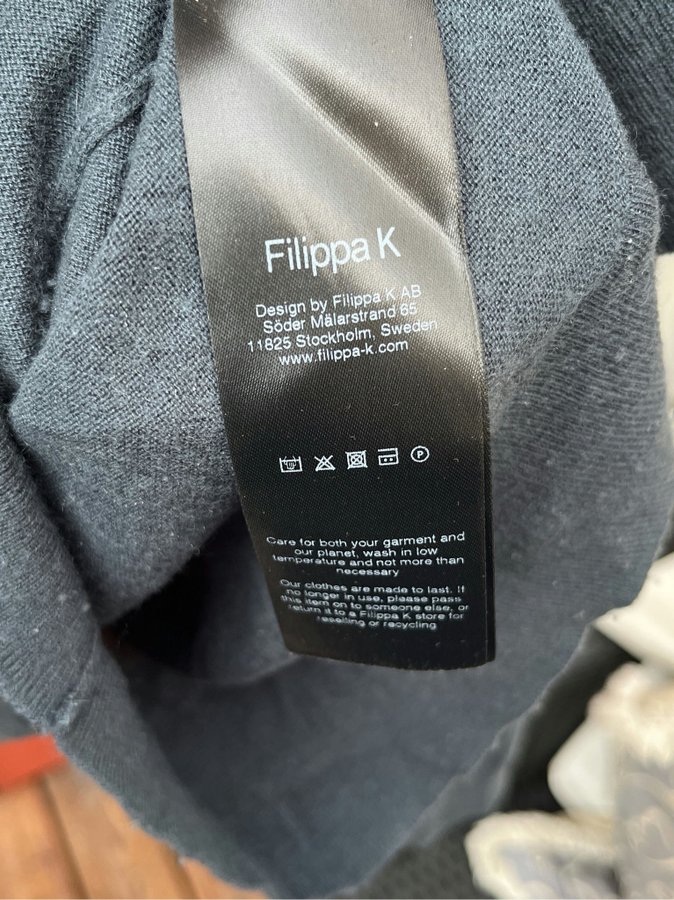 Filippa K
Design by Filippa K AB
Söder Mälarstrand 65
11825 Stockholm, Sweden
www.filippa-k.com
P
Care for both your garment and
our planet, wash in low
temperature and not more than
necessary
Our clothes are made to last. If
no longer in use, please pass
this item on to someone else, or
return it to a Filippa K store for
reselling or recycling